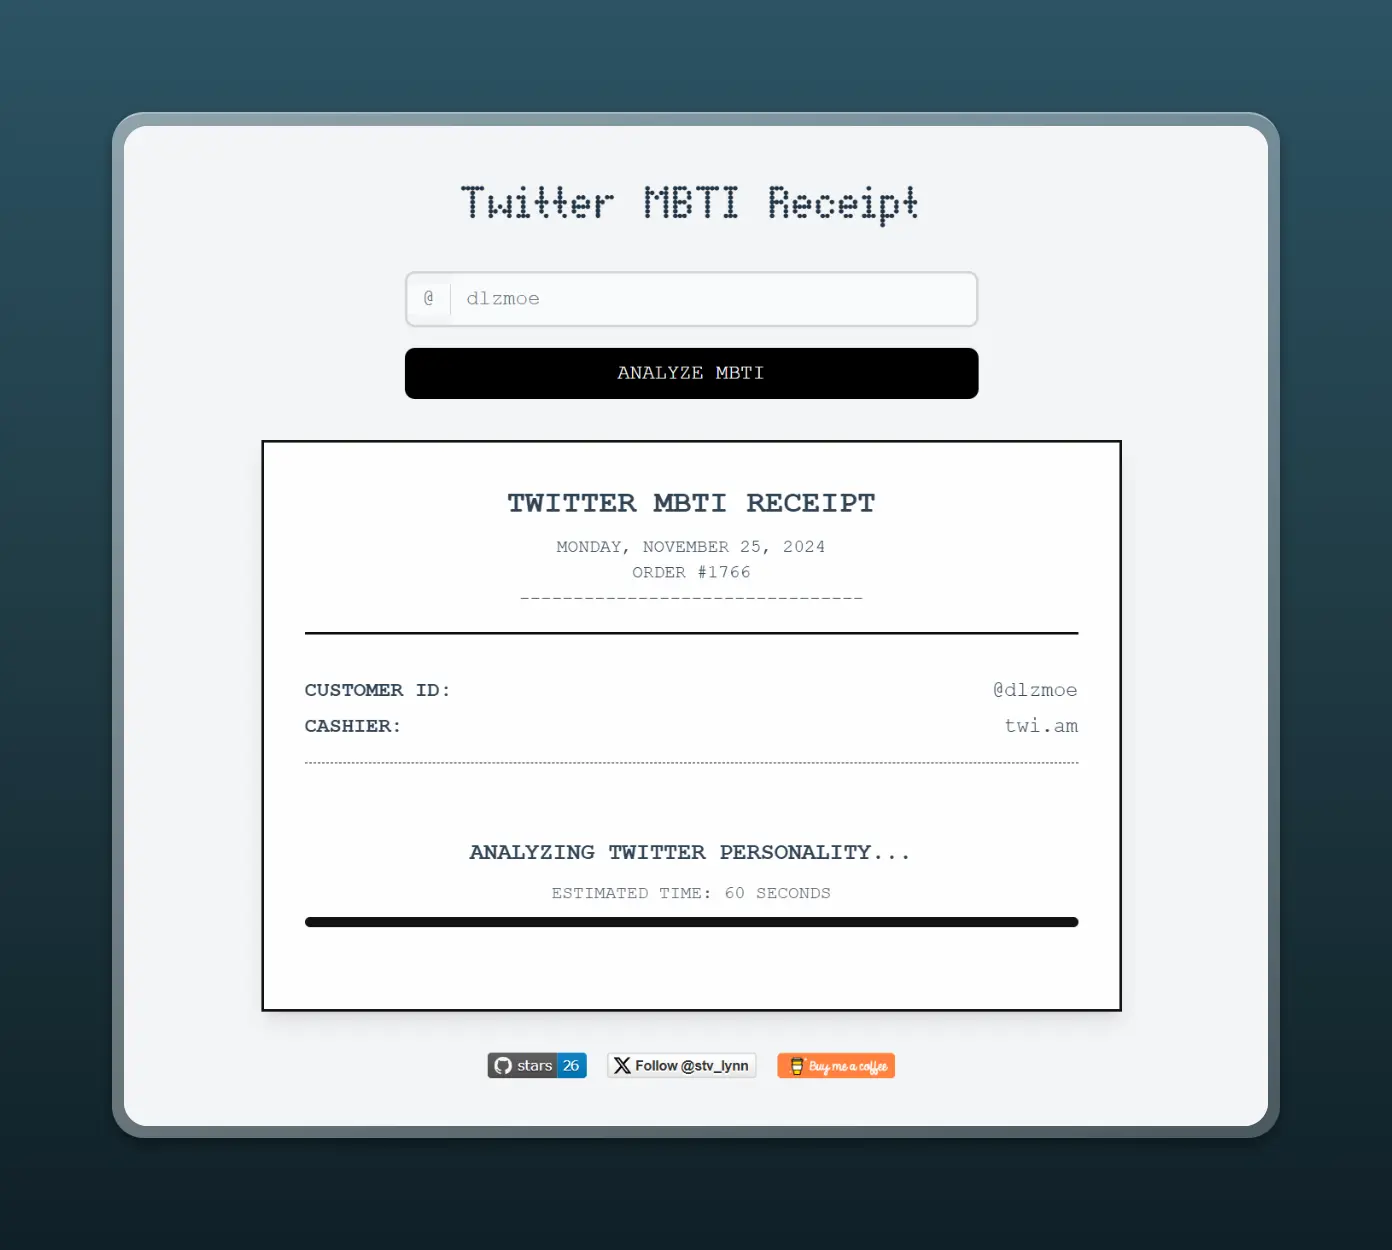 Twitter MBTI Receipt
@ dlzmoe
ANALYZE MBTI
TWITTER MBTI RECEIPT
MONDAY, NOVEMBER 25, 2024
ORDER #1766
--------------------------------
CUSTOMER ID: @dlzmoe
CASHIER: twi.am
ANALYZING TWITTER PERSONALITY...
ESTIMATED TIME: 60 SECONDS
stars 26 Follow @stv_lynn Buy me a coffee